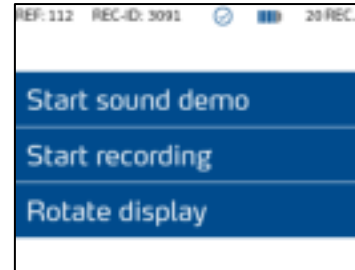 REF: 112 REC-ID: 3091 20 REC.
Start sound demo
Start recording
Rotate display